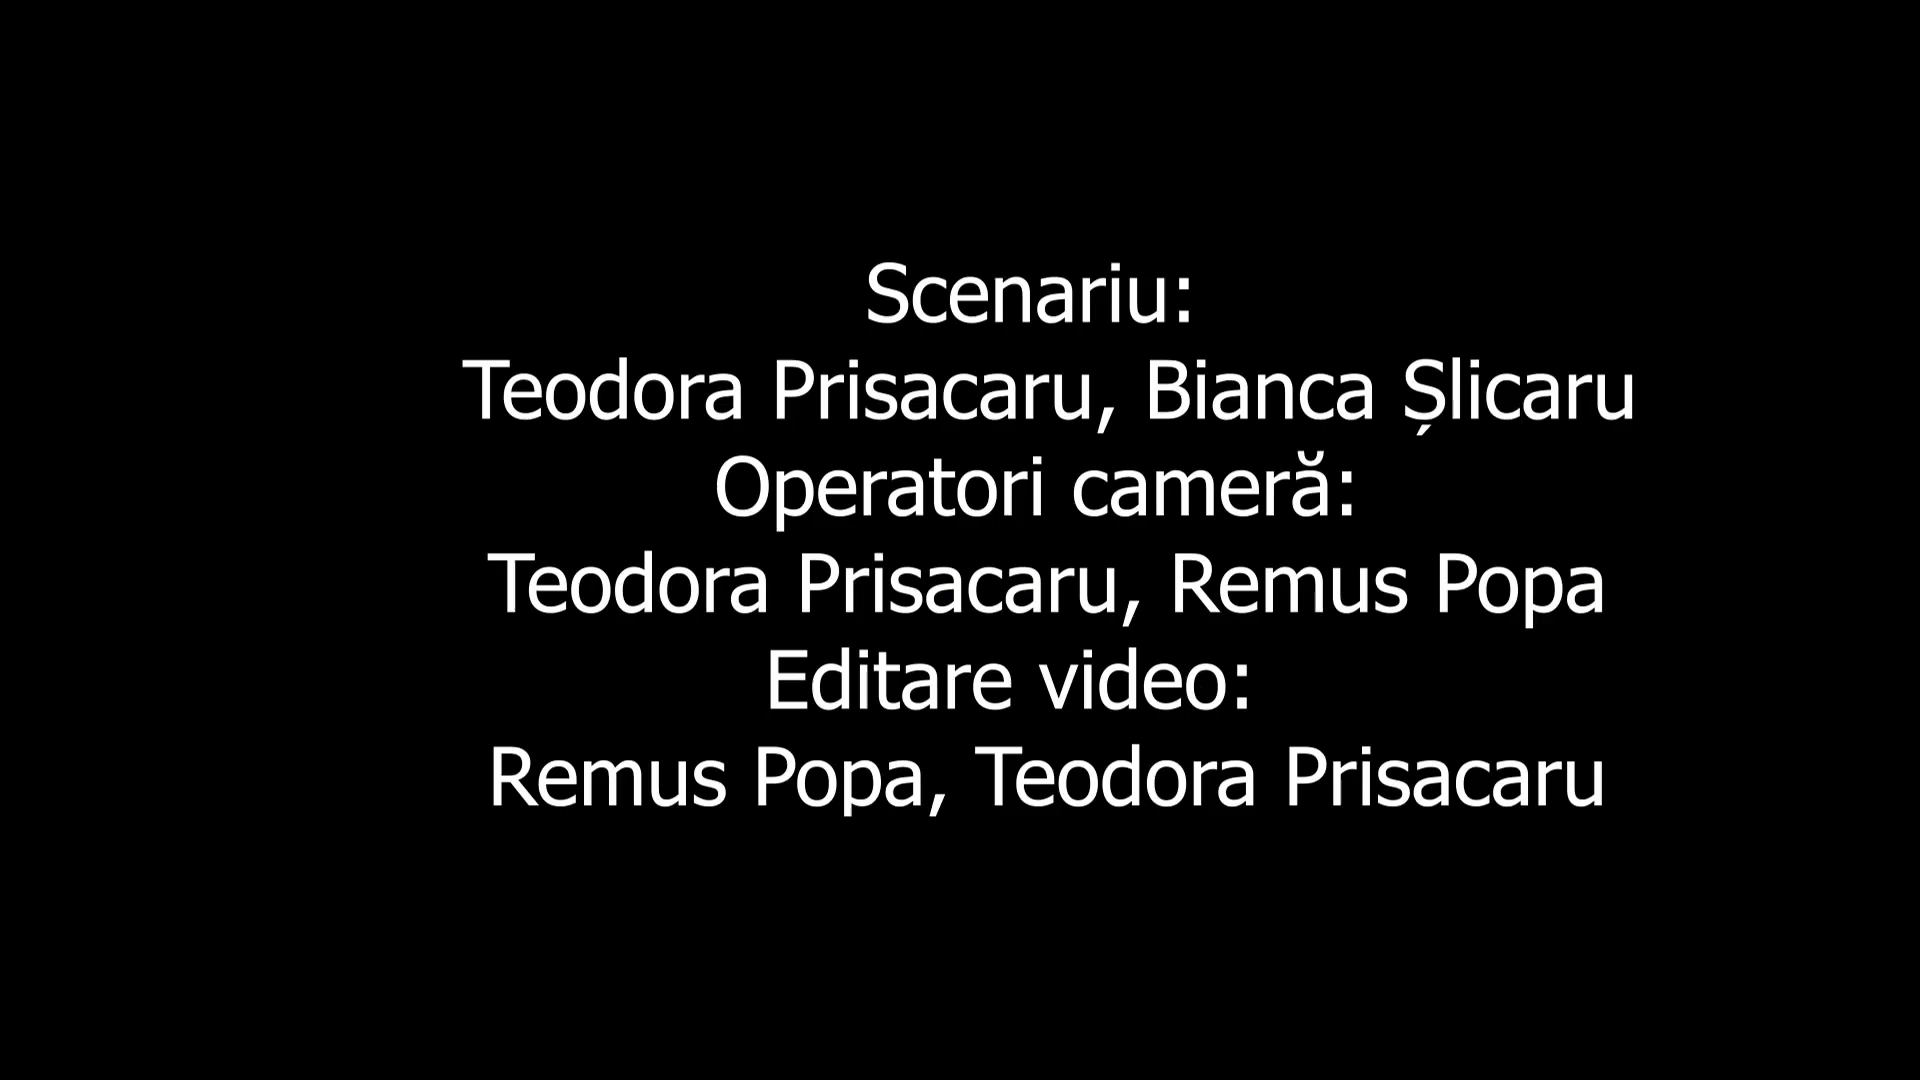 Scenariu:
Teodora Prisacaru, Bianca Șlicaru
Operatori cameră:
Teodora Prisacaru, Remus Popa
Editare video:
Remus Popa, Teodora Prisacaru